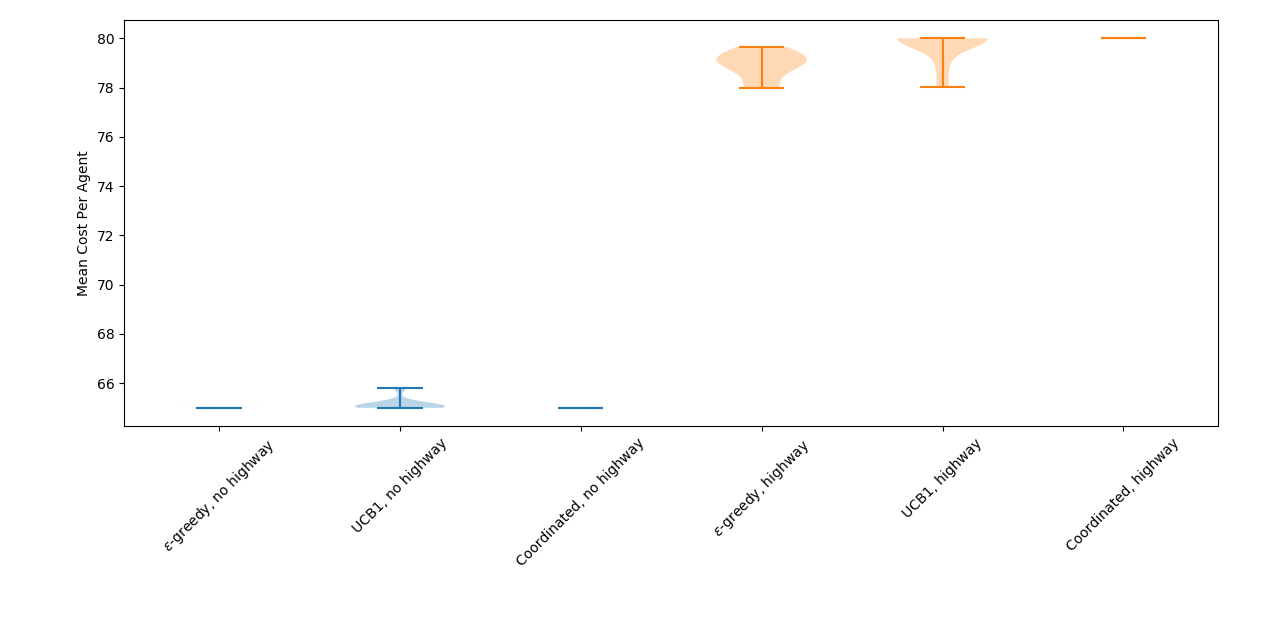 Mean Cost Per Agent
80
78
76
74
72
70
68
66
ε-greedy, no highway
UCB1, no highway
Coordinated, no highway
ε-greedy, highway
UCB1, highway
Coordinated, highway